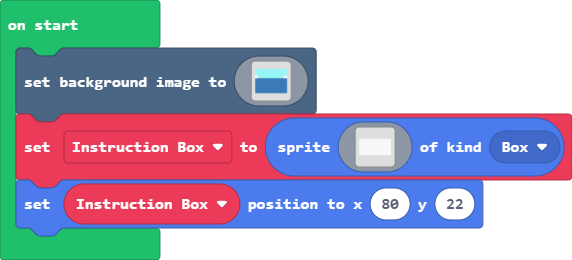 on start
set background image to
set Instruction Box to sprite of kind Box
set Instruction Box position to x 80 y 22